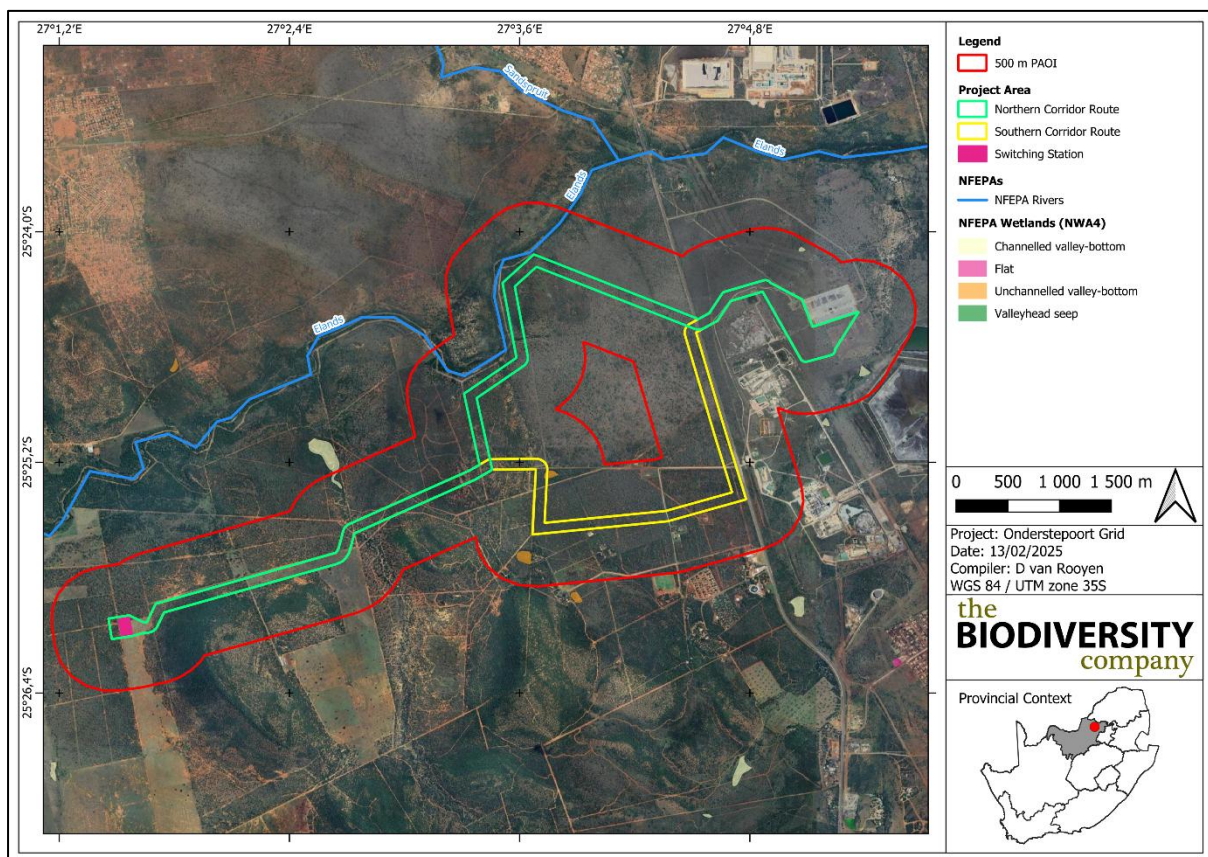 27°1,2'E
27°2,4'E
27°3,6'E
27°4,8'E
25°24,0'S
25°25,2'S
25°26,4'S
Sandspruit
Elands
Elands
Elands
Legend
500 m PAOI
Project Area
Northern Corridor Route
Southern Corridor Route
Switching Station
NFEPAs
NFEPA Rivers
NFEPA Wetlands (NWA4)
Channelled valley-bottom
Flat
Unchannelled valley-bottom
Valleyhead seep
0 500 1 000 1 500 m
Project: Onderstepoort Grid
Date: 13/02/2025
Compiler: D van Rooyen
WGS 84 / UTM zone 35S
the
BIODIVERSITY
company
Provincial Context